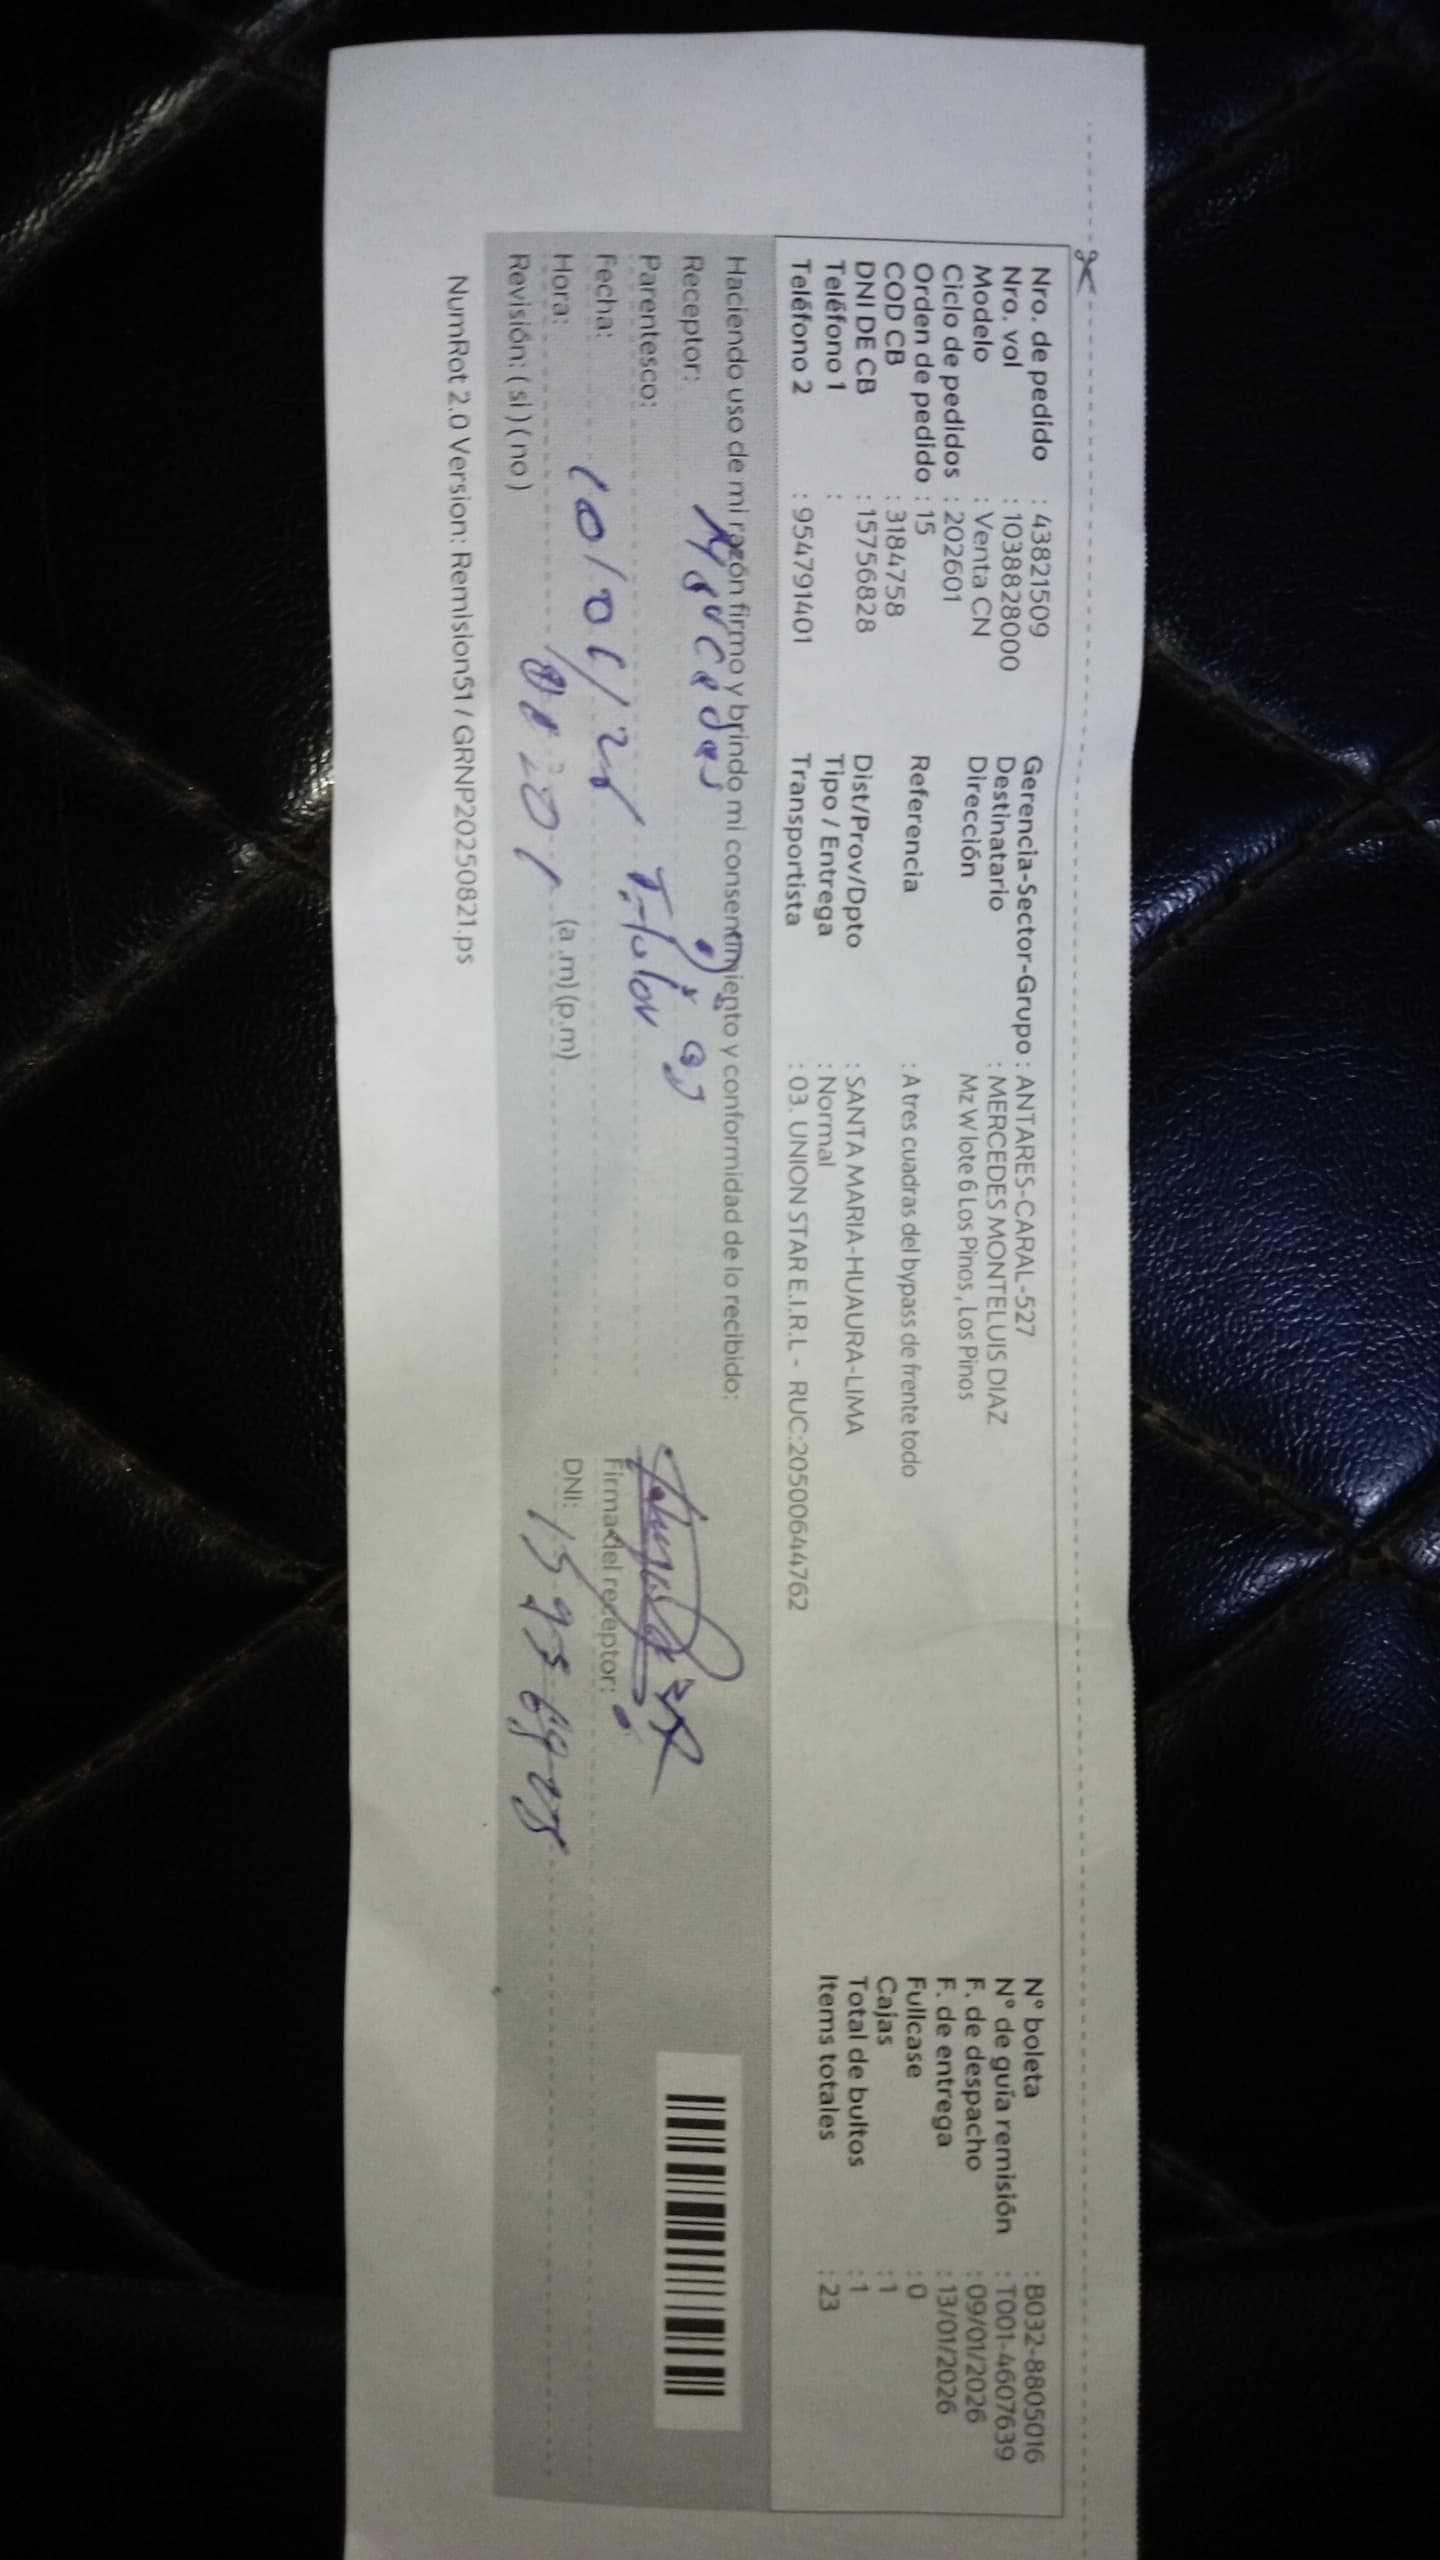 Nro. de pedido : 43821509
Nro. vol : 1038828000
Modelo : Venta CN
Ciclo de pedidos : 202601
Orden de pedido : 15
COD CB : 3184758
DNI DE CB : 15756828
Teléfono 1 :
Teléfono 2 : 954791401
Gerencia-Sector-Grupo : ANTARES-CARAL-527
Destinatario : MERCEDES MONTELUIS DIAZ
Dirección Mz W lote 6 Los Pinos , Los Pinos
Referencia : A tres cuadras del bypass de frente todo
Dist/Prov/Dpto : SANTA MARIA-HUAURA-LIMA
Tipo / Entrega : Normal
Transportista : 03. UNION STAR E.I.R.L - RUC:20500644762
N° boleta : B032-8805016
N° de guía remisión : T001-4607639
F. de despacho : 09/01/2026
F. de entrega : 13/01/2026
Fullcase : 0
Cajas : 1
Total de bultos : 1
Items totales : 23
Haciendo uso de mi razón firmo y brindo mi consentimiento y conformidad de lo recibido:
Receptor:
Parentesco: Titular
Fecha:
Hora: (a .m) (p.m)
Revisión: ( si ) ( no )
Firma del receptor:
DNI:
NumRot 2.0 Version: Remision51 / GRNP20250821.ps